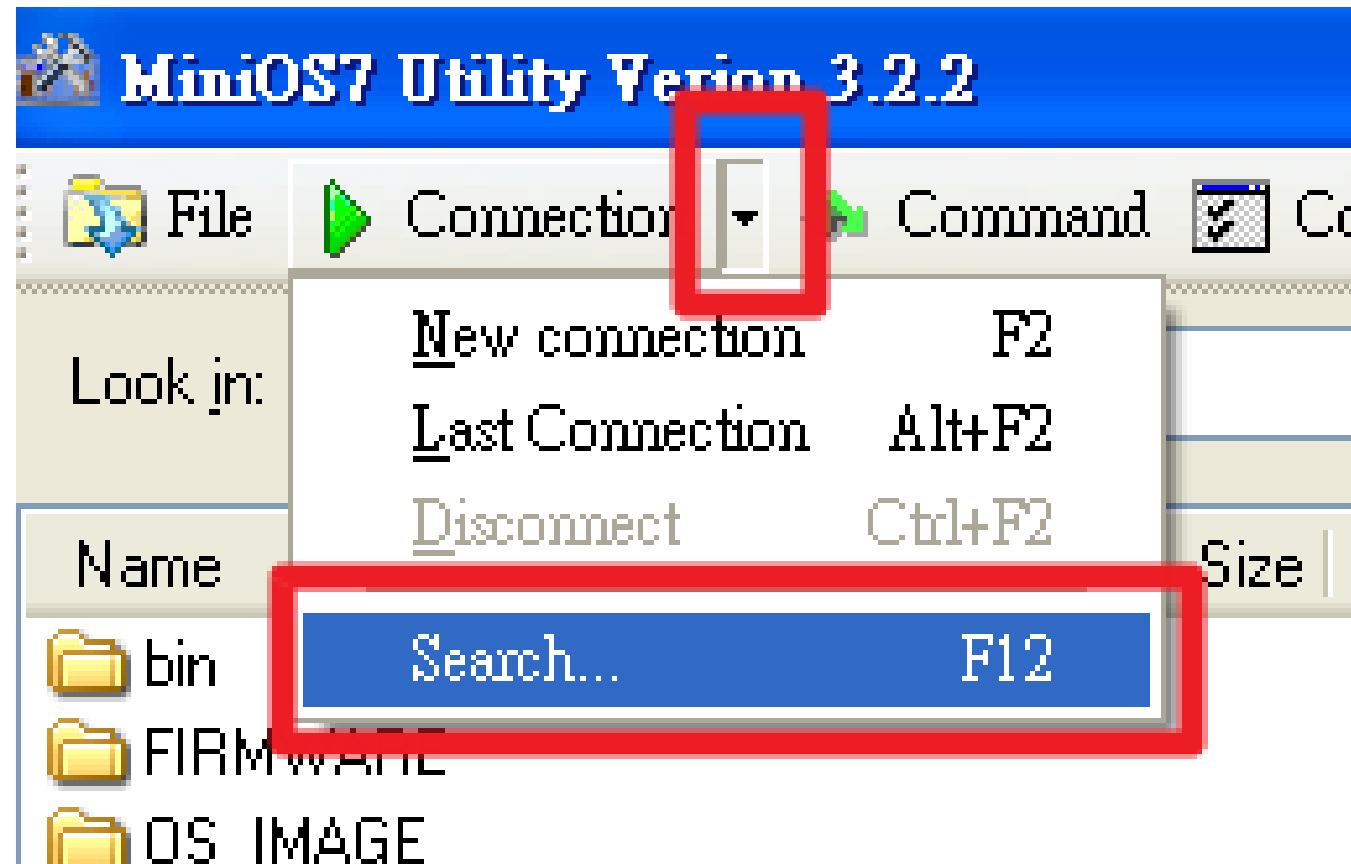 MiniOS7 Utility Verion 3.2.2
File Connection Command
New connection F2
Look in:
Last Connection Alt+F2
Disconnect Ctrl+F2
Name Size
Search... F12
bin
FIRMWARE
OS_IMAGE